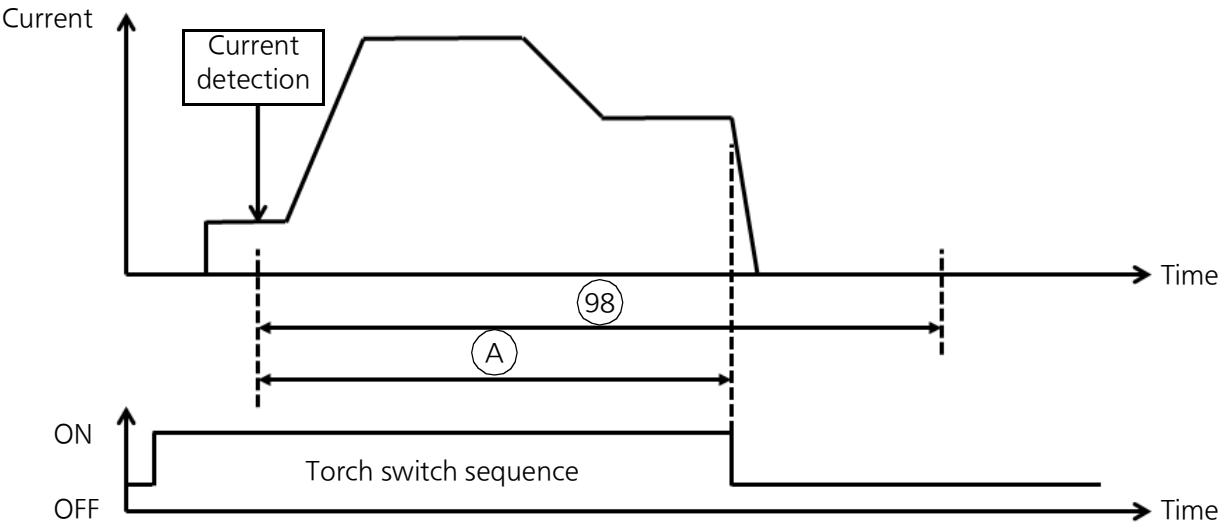 Current
Current
detection
Time
98
A
ON
Torch switch sequence
OFF
Time